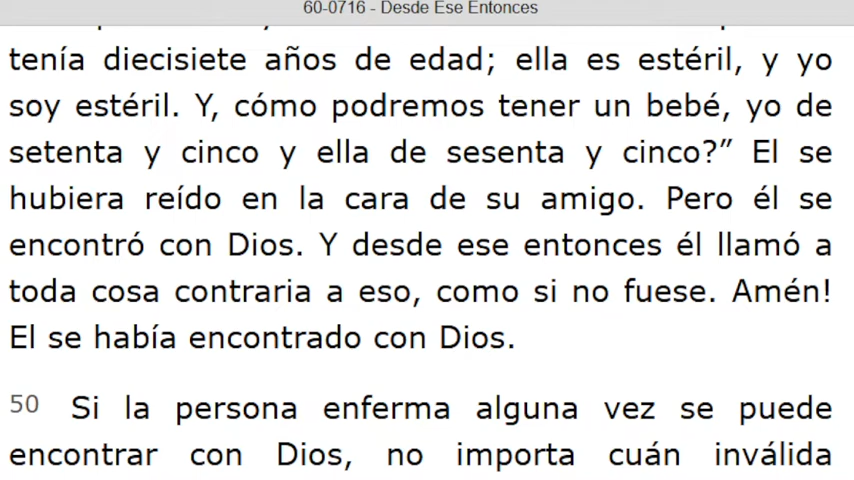 60-0716 - Desde Ese Entonces
tenía diecisiete años de edad; ella es estéril, y yo
soy estéril. Y, cómo podremos tener un bebé, yo de
setenta y cinco y ella de sesenta y cinco?” El se
hubiera reído en la cara de su amigo. Pero él se
encontró con Dios. Y desde ese entonces él llamó a
toda cosa contraria a eso, como si no fuese. Amén!
El se había encontrado con Dios.
50 Si la persona enferma alguna vez se puede
encontrar con Dios, no importa cuán inválida